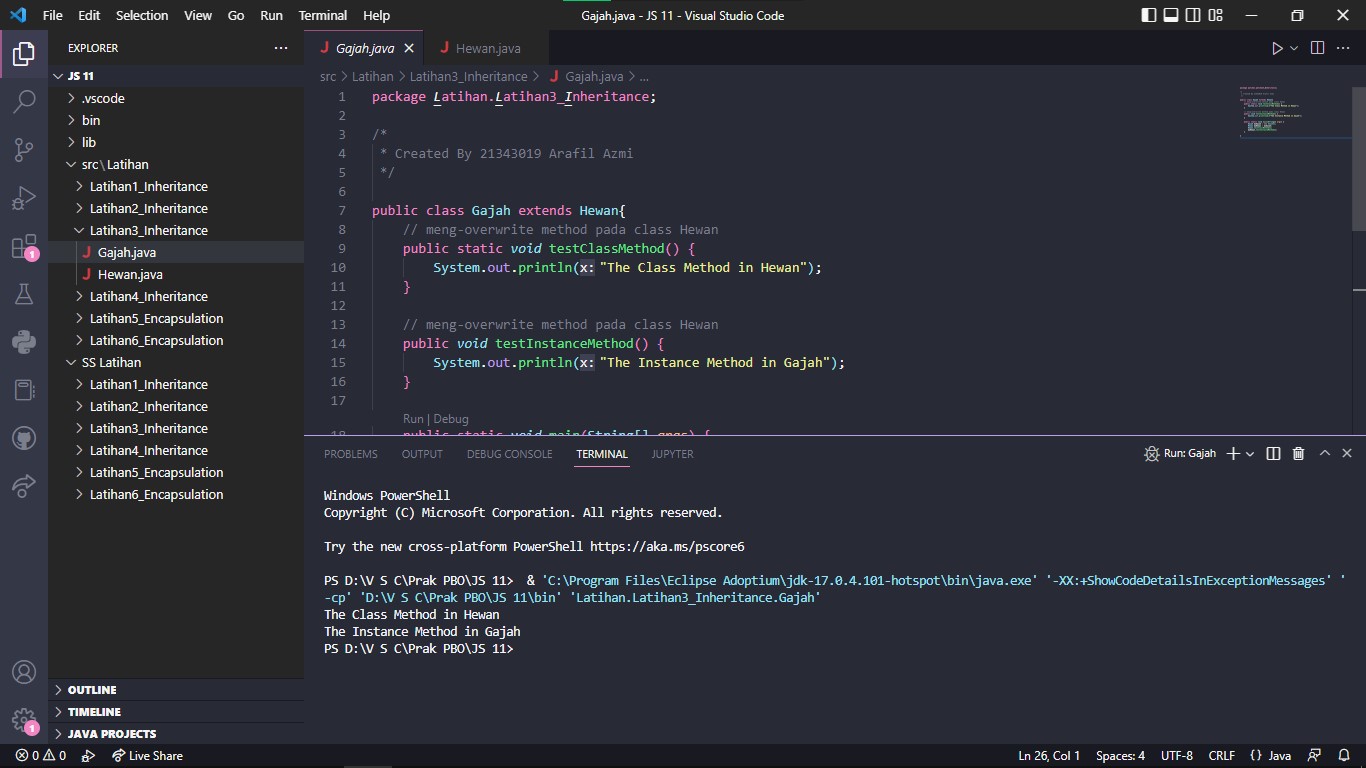 File Edit Selection View Go Run Terminal Help
Gajah.java - JS 11 - Visual Studio Code
EXPLORER
JS 11
.vscode
bin
lib
src\Latihan
Latihan1_Inheritance
Latihan2_Inheritance
Latihan3_Inheritance
J Gajah.java
J Hewan.java
Latihan4_Inheritance
Latihan5_Encapsulation
Latihan6_Encapsulation
SS Latihan
Latihan1_Inheritance
Latihan2_Inheritance
Latihan3_Inheritance
Latihan4_Inheritance
Latihan5_Encapsulation
Latihan6_Encapsulation
OUTLINE
TIMELINE
JAVA PROJECTS
1
1
J Gajah.java
J Hewan.java
src > Latihan > Latihan3_Inheritance > J Gajah.java > ...
1 package Latihan.Latihan3_Inheritance;
2
3 /*
4 * Created By 21343019 Arafil Azmi
5 */
6
7 public class Gajah extends Hewan{
8 // meng-overwrite method pada class Hewan
9 public static void testClassMethod() {
10 System.out.println(x: "The Class Method in Hewan");
11 }
12
13 // meng-overwrite method pada class Hewan
14 public void testInstanceMethod() {
15 System.out.println(x: "The Instance Method in Gajah");
16 }
17
Run | Debug
18 public static void main(String[] args) {
PROBLEMS OUTPUT DEBUG CONSOLE TERMINAL JUPYTER
Run: Gajah
Windows PowerShell
Copyright (C) Microsoft Corporation. All rights reserved.
Try the new cross-platform PowerShell https://aka.ms/pscore6
PS D:\V S C\Prak PBO\JS 11>  & 'C:\Program Files\Eclipse Adoptium\jdk-17.0.4.101-hotspot\bin\java.exe' '-XX:+ShowCodeDetailsInExceptionMessages' '
-cp' 'D:\V S C\Prak PBO\JS 11\bin' 'Latihan.Latihan3_Inheritance.Gajah'
The Class Method in Hewan
The Instance Method in Gajah
PS D:\V S C\Prak PBO\JS 11>
0 0 Live Share
Ln 26, Col 1 Spaces: 4 UTF-8 CRLF {} Java